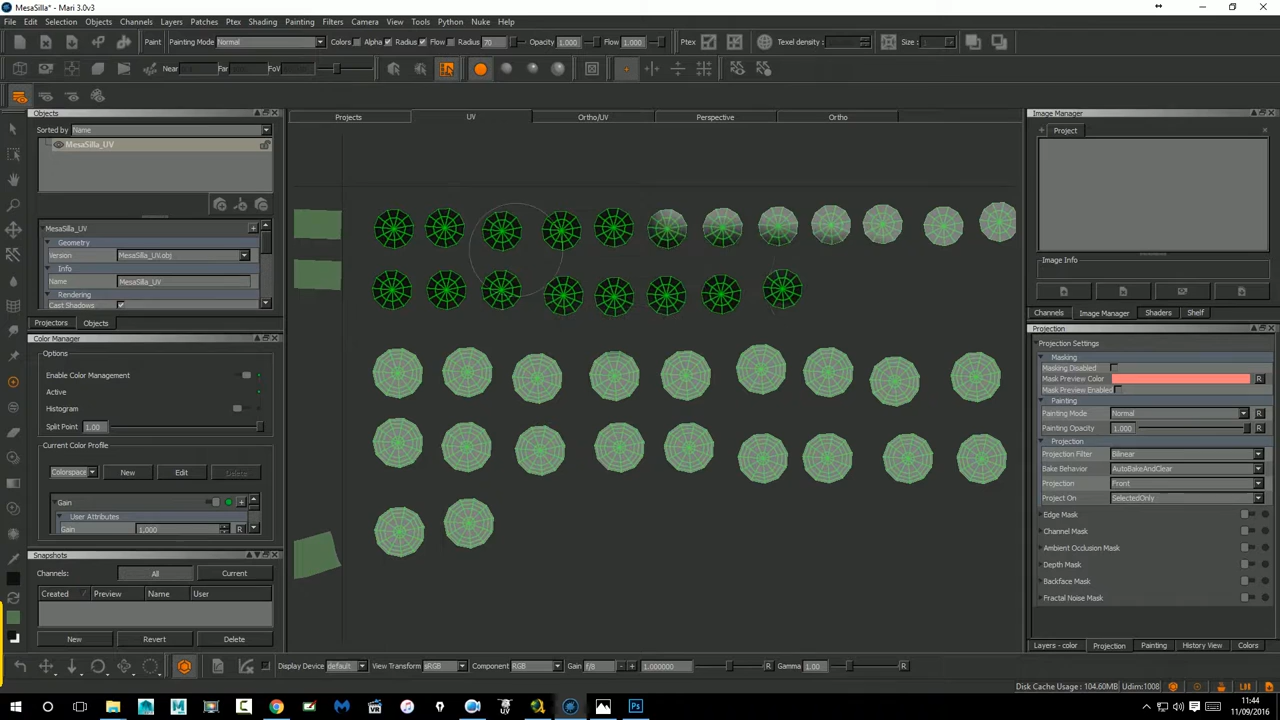 MesaSilla* - Mari 3.0v3
File Edit Selection Objects Channels Layers Patches Ptex Shading Painting Filters Camera View Tools Python Nuke Help
Paint Painting Mode Normal Colors Alpha Radius Flow Radius 70 Opacity 1.000 Flow 1.000 Ptex Texel density: Size :
Near Far FoV
Objects
Sorted by Name
MesaSilla_UV
MesaSilla_UV
Geometry
Version MesaSilla_UV.obj
Info
Name MesaSilla_UV
Rendering
Cast Shadows
Projectors Objects
Color Manager
Options
Enable Color Management
Active
Histogram
Split Point 1.00
Current Color Profile
Colorspace New Edit Delete
Gain
User Attributes
Gain 1.000 R
Snapshots
Channels: All Current
Created Preview Name User
New Revert Delete
Projects UV Ortho/UV Perspective Ortho
Image Manager
Project
Image Info
Channels Image Manager Shaders Shelf
Projection
Projection Settings
Masking
Masking Disabled
Mask Preview Color R
Mask Preview Enabled
Painting
Painting Mode Normal R
Painting Opacity 1.000 R
Projection
Projection Filter Bilinear
Bake Behavior AutoBakeAndClear
Projection Front
Project On SelectedOnly
Edge Mask
Channel Mask
Ambient Occlusion Mask
Depth Mask
Backface Mask
Fractal Noise Mask
Layers - color Projection Painting History View Colors
Display Device default View Transform sRGB Component RGB Gain f/8 1.000000 R Gamma 1.00 R
Disk Cache Usage : 104.60MB Udim:1008
11:44
11/09/2016